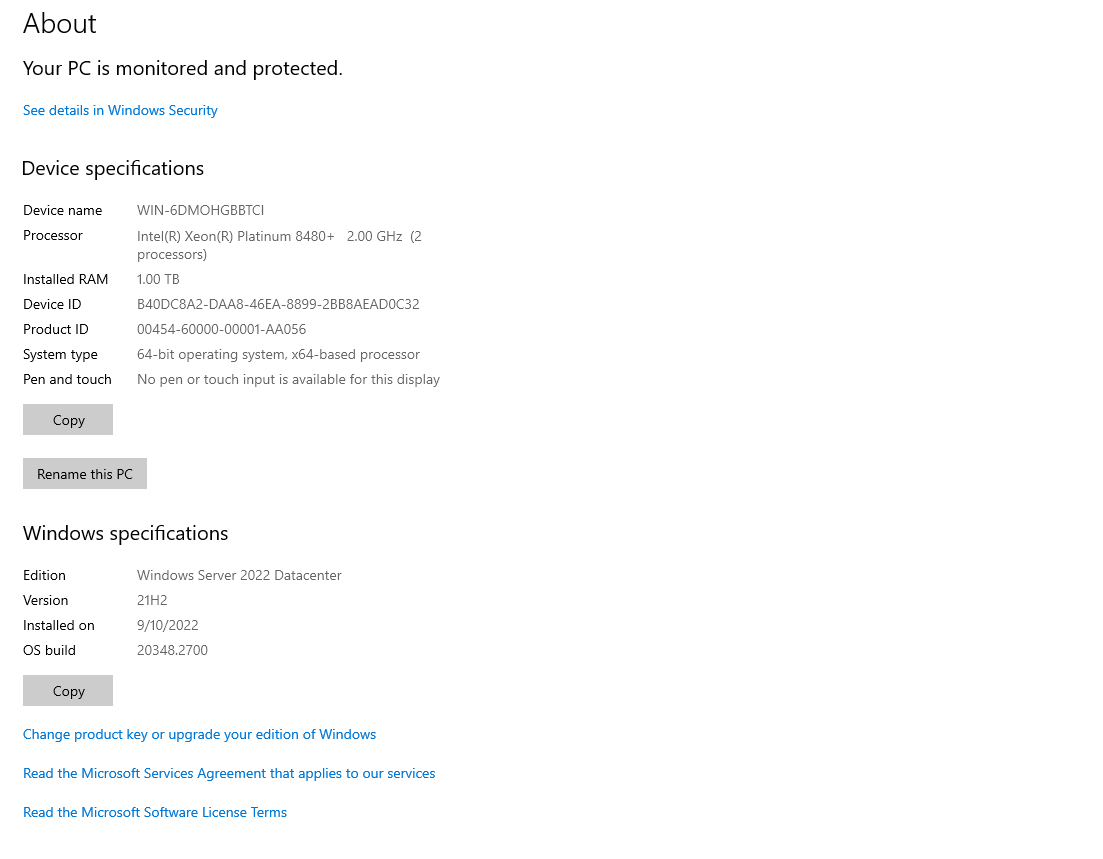 About
Your PC is monitored and protected.
See details in Windows Security
Device specifications
Device name WIN-6DMOHGBBTCI
Processor Intel(R) Xeon(R) Platinum 8480+ 2.00 GHz (2
processors)
Installed RAM 1.00 TB
Device ID B40DC8A2-DAA8-46EA-8899-2BB8AEAD0C32
Product ID 00454-60000-00001-AA056
System type 64-bit operating system, x64-based processor
Pen and touch No pen or touch input is available for this display
Copy
Rename this PC
Windows specifications
Edition Windows Server 2022 Datacenter
Version 21H2
Installed on 9/10/2022
OS build 20348.2700
Copy
Change product key or upgrade your edition of Windows
Read the Microsoft Services Agreement that applies to our services
Read the Microsoft Software License Terms